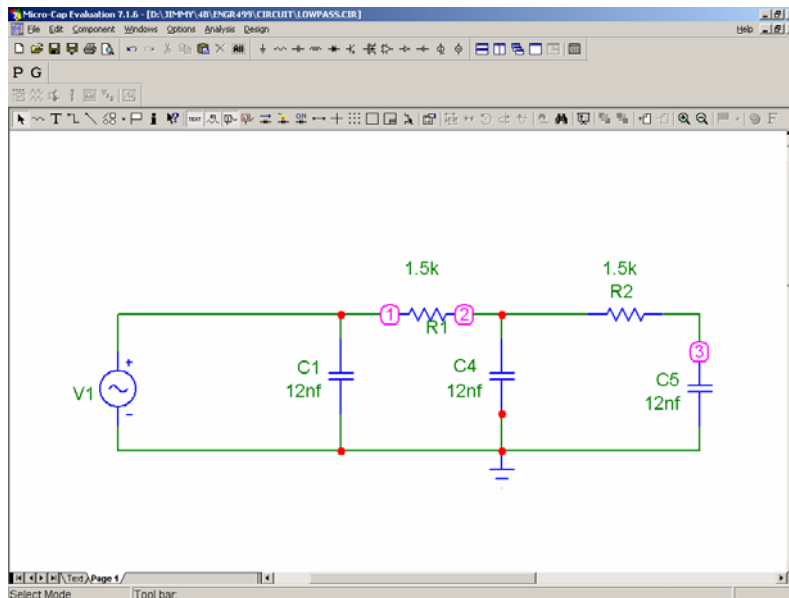 Micro-Cap Evaluation 7.1.6 - [D:\JIMMY\4B\ENGR499\CIRCUIT\LOWPASS.CIR]
File Edit Component Windows Options Analysis Design Help
P G
T TEXT ON F
1.5k 1.5k
R2
1 2
R1
3
C1 C4
12nf 12nf
V1
+
-
C5
12nf
Text Page 1
Select Mode Tool bar: